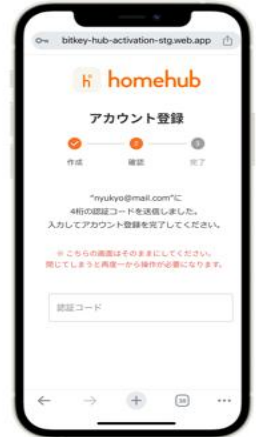 bitkey-hub-activation-stg.web.app
homehub
アカウント登録
作成 確認 完了
"nyukyo@mail.com"に
4桁の認証コードを送信しました。
入力してアカウント登録を完了してください。
※こちらの画面はそのままにしてください。
閉じてしまうと再度一から操作が必要になります。
認証コード